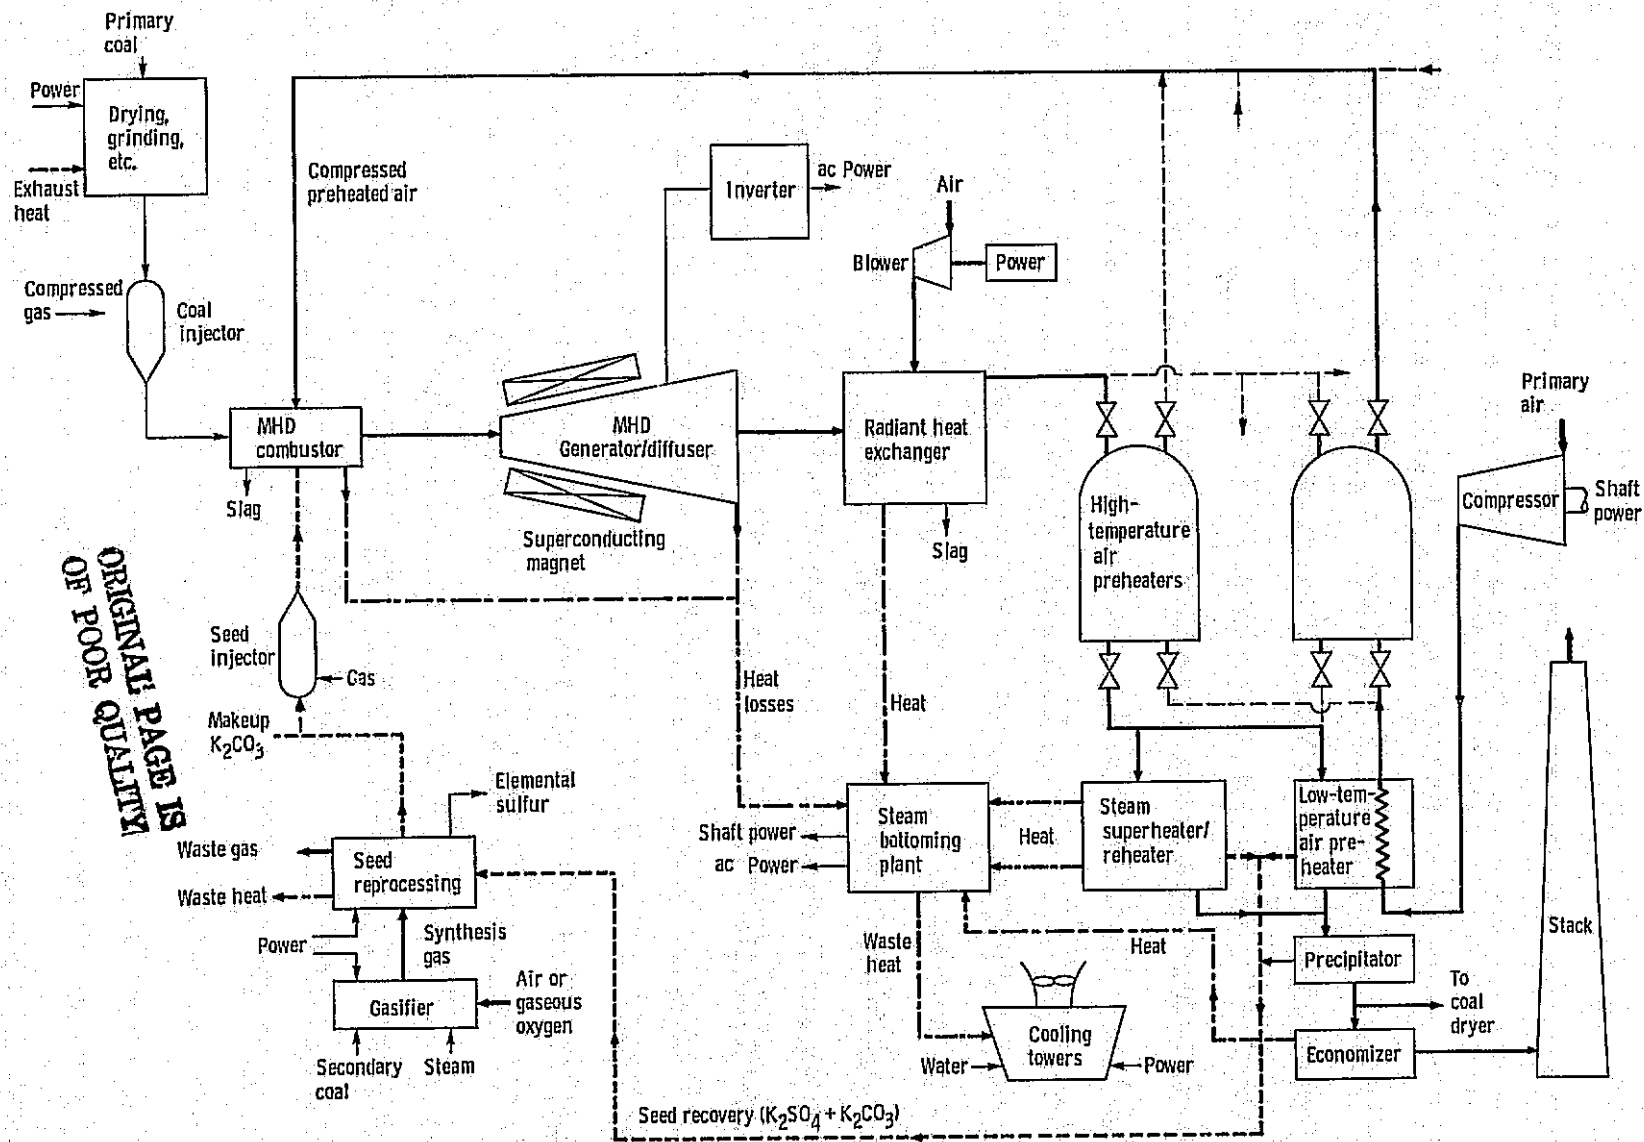 Primary
coal
Power
Drying,
grinding,
etc.
Exhaust
heat
Compressed
preheated air
Inverter
ac Power
Air
Blower
Power
Compressed
gas
Coal
injector
MHD
combustor
Slag
MHD
Generator/diffuser
Superconducting
magnet
Radiant heat
exchanger
Slag
High-
temperature
air
preheaters
Primary
air
Compressor
Shaft
power
ORIGINAL PAGE IS
OF POOR QUALITY
Seed
injector
Gas
Makeup
K₂CO₃
Heat
losses
Heat
Elemental
sulfur
Waste gas
Waste heat
Seed
reprocessing
Power
Synthesis
gas
Gasifier
Air or
gaseous
oxygen
Secondary
coal
Steam
Shaft power
ac Power
Steam
bottoming
plant
Heat
Steam
superheater/
reheater
Low-tem-
perature
air pre-
heater
Waste
heat
Heat
Cooling
towers
Water
Power
Precipitator
To
coal
dryer
Economizer
Stack
Seed recovery (K₂SO₄ + K₂CO₃)